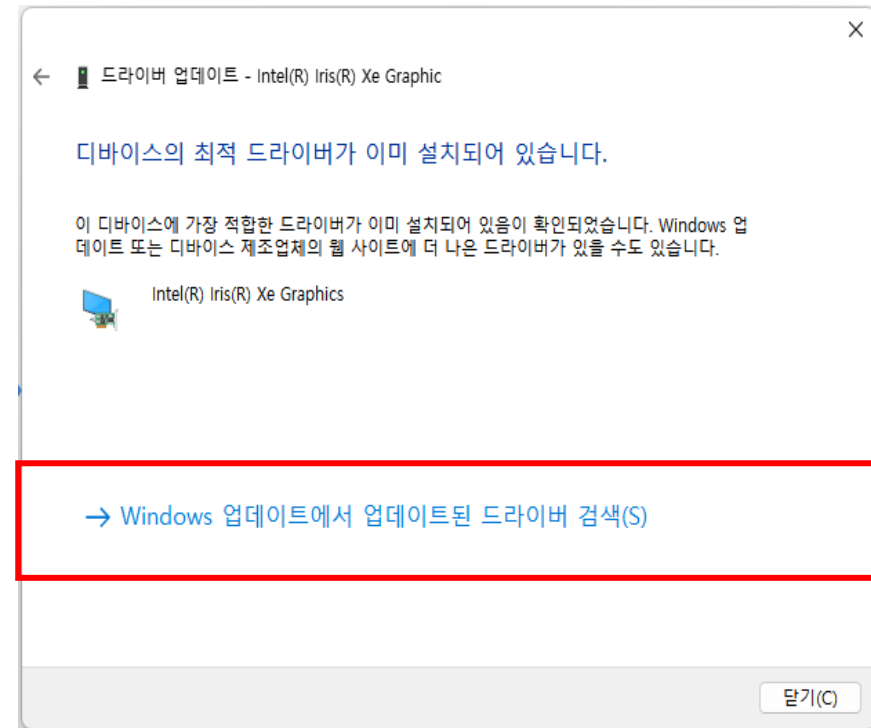 드라이버 업데이트 - Intel(R) Iris(R) Xe Graphic
디바이스의 최적 드라이버가 이미 설치되어 있습니다.
이 디바이스에 가장 적합한 드라이버가 이미 설치되어 있음이 확인되었습니다. Windows 업
데이트 또는 디바이스 제조업체의 웹 사이트에 더 나은 드라이버가 있을 수도 있습니다.
Intel(R) Iris(R) Xe Graphics
Windows 업데이트에서 업데이트된 드라이버 검색(S)
닫기(C)